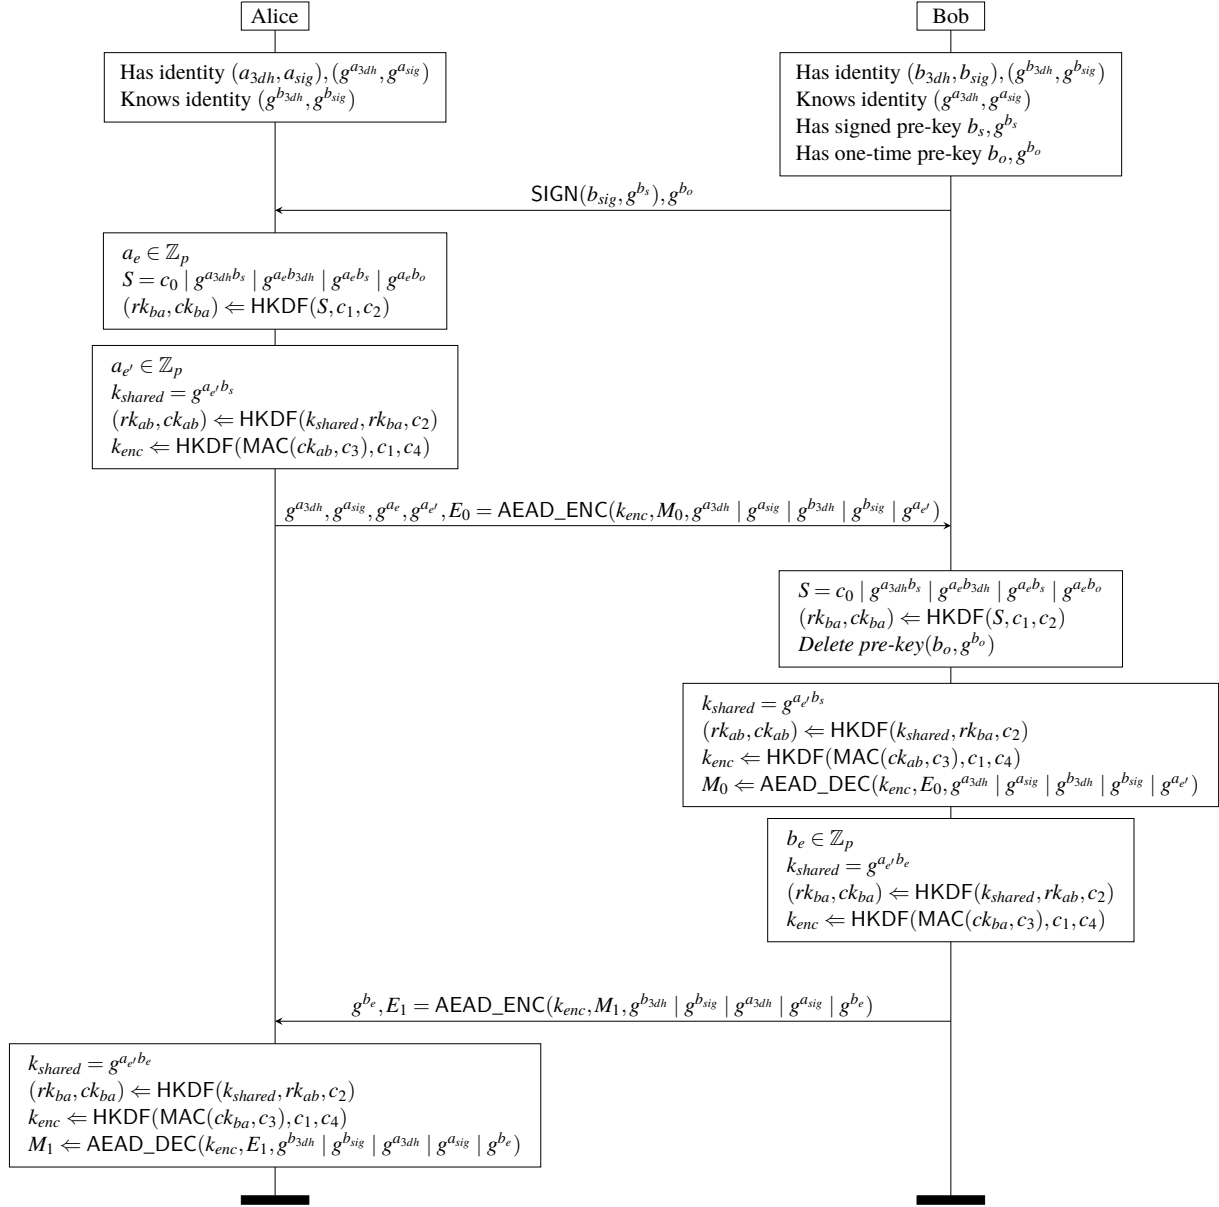 Alice
Bob
Has identity (a_{3dh}, a_{sig}), (g^{a_{3dh}}, g^{a_{sig}})
Knows identity (g^{b_{3dh}}, g^{b_{sig}})
Has identity (b_{3dh}, b_{sig}), (g^{b_{3dh}}, g^{b_{sig}})
Knows identity (g^{a_{3dh}}, g^{a_{sig}})
Has signed pre-key b_s, g^{b_s}
Has one-time pre-key b_o, g^{b_o}
SIGN(b_{sig}, g^{b_s}), g^{b_o}
a_e ∈ ℤ_p
S = c_0 | g^{a_{3dh}b_s} | g^{a_e b_{3dh}} | g^{a_e b_s} | g^{a_e b_o}
(rk_{ba}, ck_{ba}) ⇐ HKDF(S, c_1, c_2)
a_{e'} ∈ ℤ_p
k_{shared} = g^{a_{e'} b_s}
(rk_{ab}, ck_{ab}) ⇐ HKDF(k_{shared}, rk_{ba}, c_2)
k_{enc} ⇐ HKDF(MAC(ck_{ab}, c_3), c_1, c_4)
g^{a_{3dh}}, g^{a_{sig}}, g^{a_e}, g^{a_{e'}}, E_0 = AEAD_ENC(k_{enc}, M_0, g^{a_{3dh}} | g^{a_{sig}} | g^{b_{3dh}} | g^{b_{sig}} | g^{a_{e'}})
S = c_0 | g^{a_{3dh}b_s} | g^{a_e b_{3dh}} | g^{a_e b_s} | g^{a_e b_o}
(rk_{ba}, ck_{ba}) ⇐ HKDF(S, c_1, c_2)
Delete pre-key(b_o, g^{b_o})
k_{shared} = g^{a_{e'} b_s}
(rk_{ab}, ck_{ab}) ⇐ HKDF(k_{shared}, rk_{ba}, c_2)
k_{enc} ⇐ HKDF(MAC(ck_{ab}, c_3), c_1, c_4)
M_0 ⇐ AEAD_DEC(k_{enc}, E_0, g^{a_{3dh}} | g^{a_{sig}} | g^{b_{3dh}} | g^{b_{sig}} | g^{a_{e'}})
b_e ∈ ℤ_p
k_{shared} = g^{a_{e'} b_e}
(rk_{ba}, ck_{ba}) ⇐ HKDF(k_{shared}, rk_{ab}, c_2)
k_{enc} ⇐ HKDF(MAC(ck_{ba}, c_3), c_1, c_4)
g^{b_e}, E_1 = AEAD_ENC(k_{enc}, M_1, g^{b_{3dh}} | g^{b_{sig}} | g^{a_{3dh}} | g^{a_{sig}} | g^{b_e})
k_{shared} = g^{a_{e'} b_e}
(rk_{ba}, ck_{ba}) ⇐ HKDF(k_{shared}, rk_{ab}, c_2)
k_{enc} ⇐ HKDF(MAC(ck_{ba}, c_3), c_1, c_4)
M_1 ⇐ AEAD_DEC(k_{enc}, E_1, g^{b_{3dh}} | g^{b_{sig}} | g^{a_{3dh}} | g^{a_{sig}} | g^{b_e})